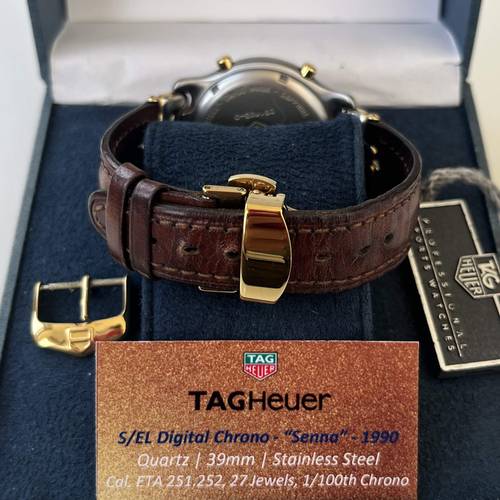 TAG
HEUER
PROFESSIONAL
SPORTS WATCHES
TAG
HEUER
TAGHeuer
S/EL Digital Chrono - “Senna” - 1990
Quartz | 39mm | Stainless Steel
Cal. ETA 251.252, 27 Jewels, 1/100th Chrono